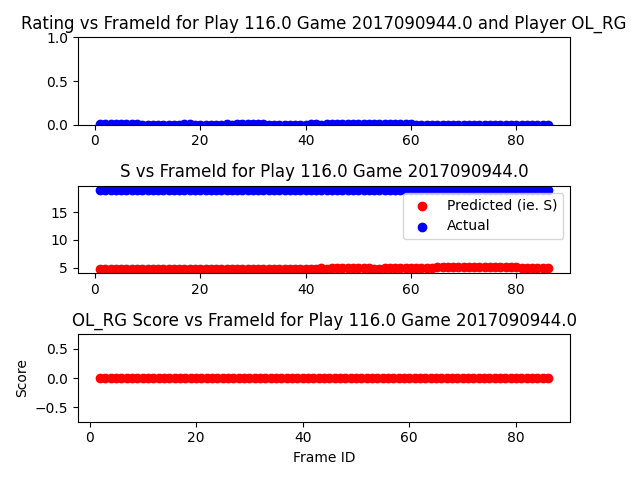 Rating vs FrameId for Play 116.0 Game 2017090944.0 and Player OL_RG
1.0
0.5
0.0
0 20 40 60 80
S vs FrameId for Play 116.0 Game 2017090944.0
15
10
5
Predicted (ie. S)
Actual
0 20 40 60 80
OL_RG Score vs FrameId for Play 116.0 Game 2017090944.0
Score
0.5
0.0
−0.5
0 20 40 60 80
Frame ID